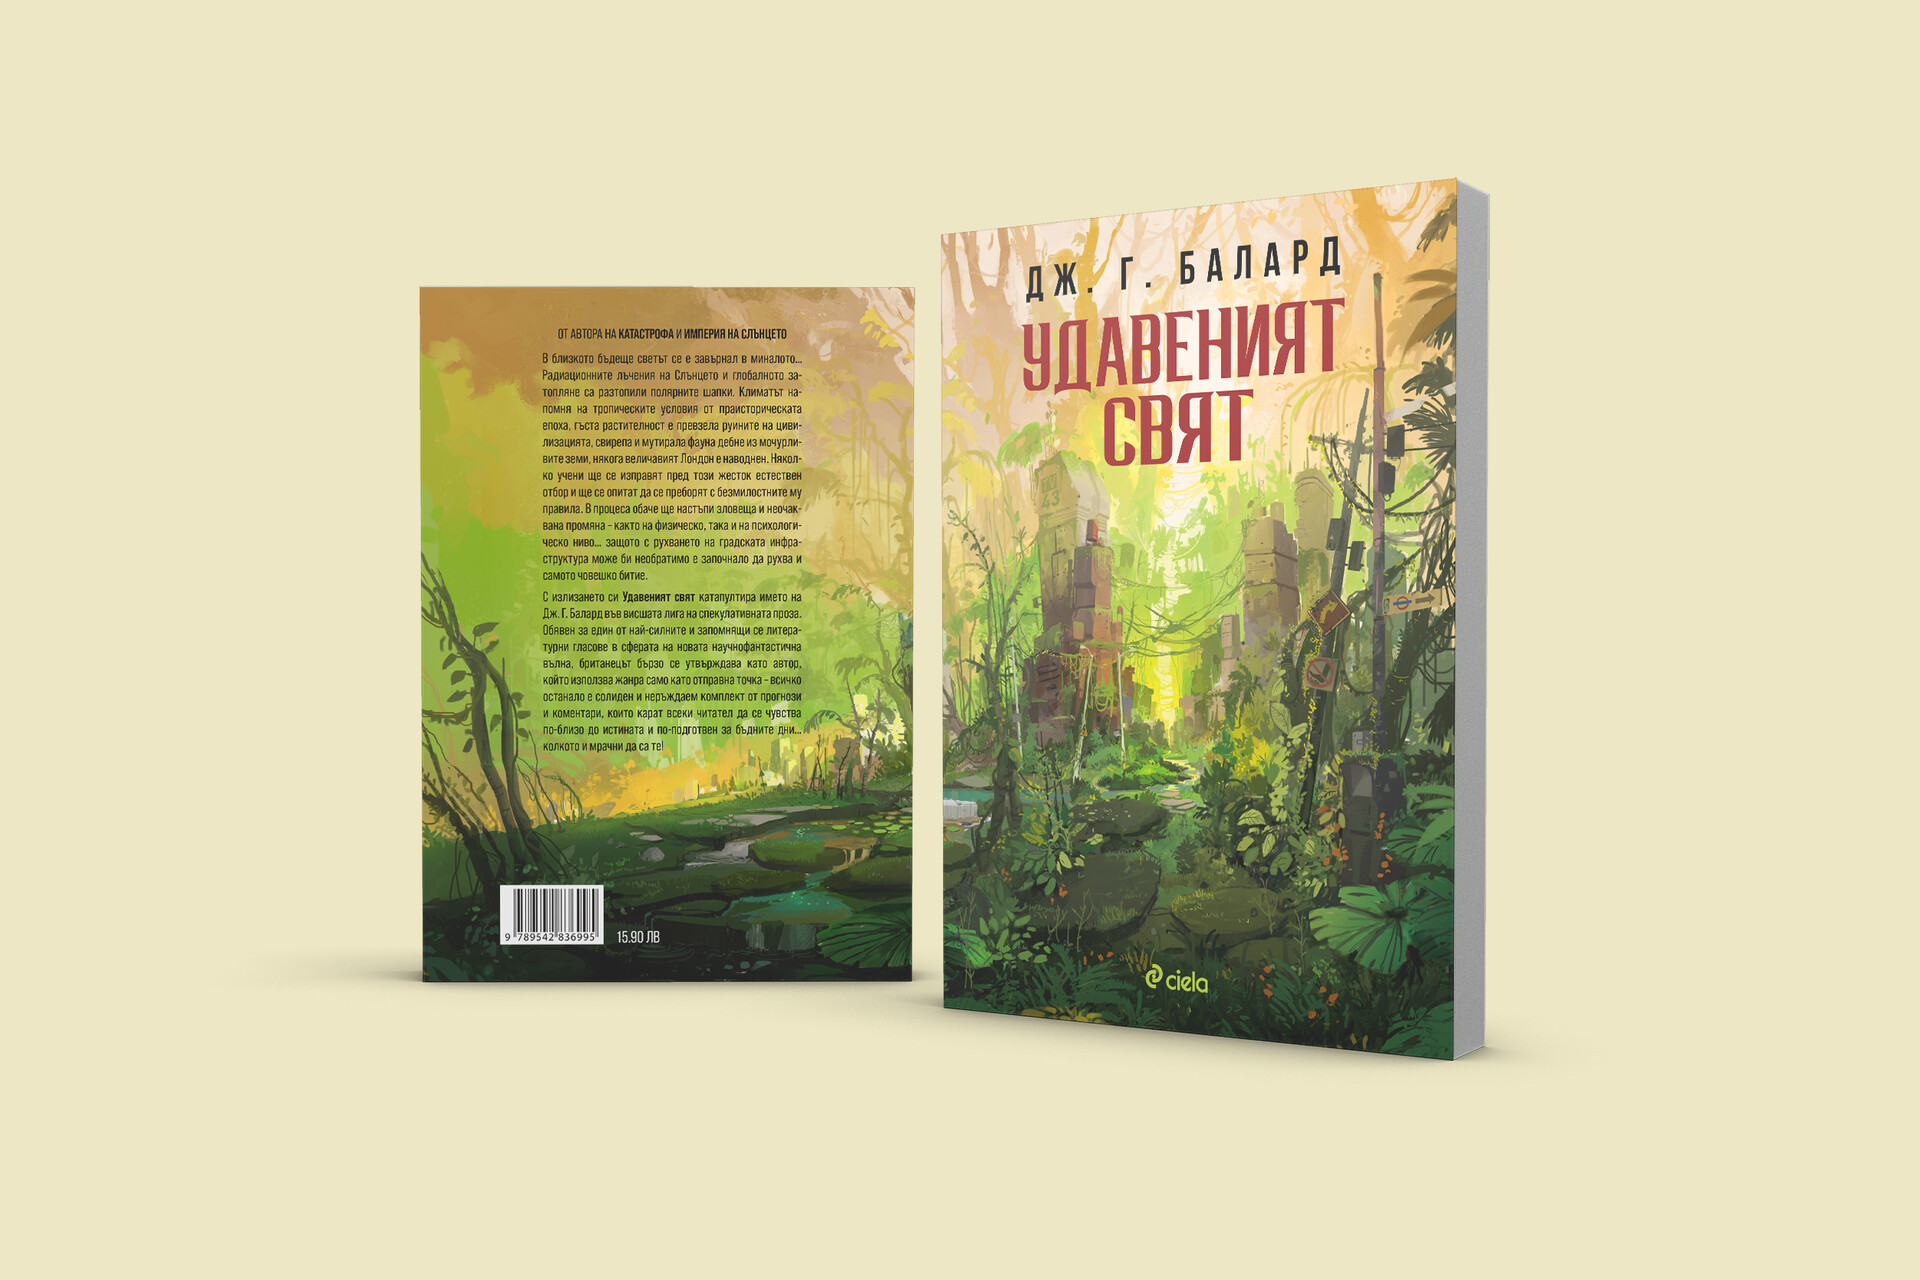 ОТ АВТОРА НА КАТАСТРОФА И ИМПЕРИЯ НА СЛЪНЦЕТО
В близкото бъдеще светът се е завърнал в миналото...
Радиационните лъчения на Слънцето и глобалното за-
топляне са разтопили полярните шапки. Климатът на-
помня на тропическите условия от праисторическата
епоха, гъста растителност е превзела руините на циви-
лизацията, свирепа и мутирала фауна дебне из мочурли-
вите земи, някога величавият Лондон е наводнен. Някол-
ко учени ще се изправят пред този жесток естествен
отбор и ще се опитат да се преборят с безмилостните му
правила. В процеса обаче ще настъпи зловеща и неочак-
вана промяна – както на физическо, така и на психологи-
ческо ниво... защото с рухването на градската инфра-
структура може би необратимо е започнало да рухва и
самото човешко битие.
С излизането си Удавеният свят катапултира името на
Дж. Г. Балард във висшата лига на спекулативната проза.
Обявен за един от най-силните и запомнящи се литера-
турни гласове в сферата на новата научнофантастична
вълна, британецът бързо се утвърждава като автор,
който използва жанра само като отправна точка – всичко
останало е солиден и неръждаем комплект от прогнози
и коментари, които карат всеки читател да се чувства
по-близо до истината и по-подготвен за бъдните дни...
колкото и мрачни да са те!
9 789542 836995
15.90 ЛВ
ДЖ. Г. БАЛАРД
УДАВЕНИЯТ
СВЯТ
43
ciela